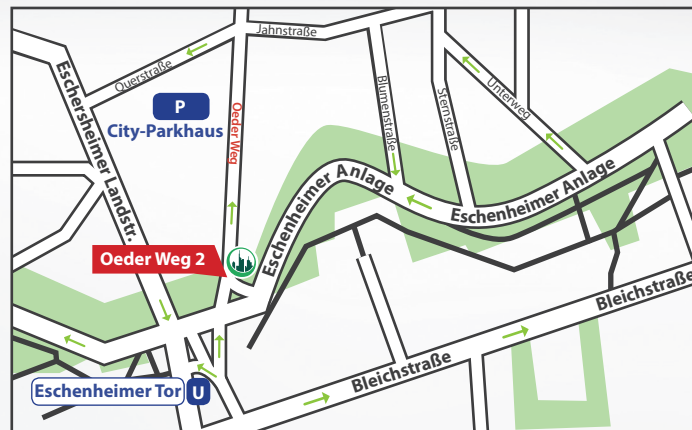 Jahnstraße
Querstraße
Eschersheimer Landstr.
P
City-Parkhaus
Oeder Weg
Blumenstraße
Sternstraße
Unterweg
Eschenheimer Anlage
Eschenheimer Anlage
Oeder Weg 2
Bleichstraße
Bleichstraße
Eschenheimer Tor U